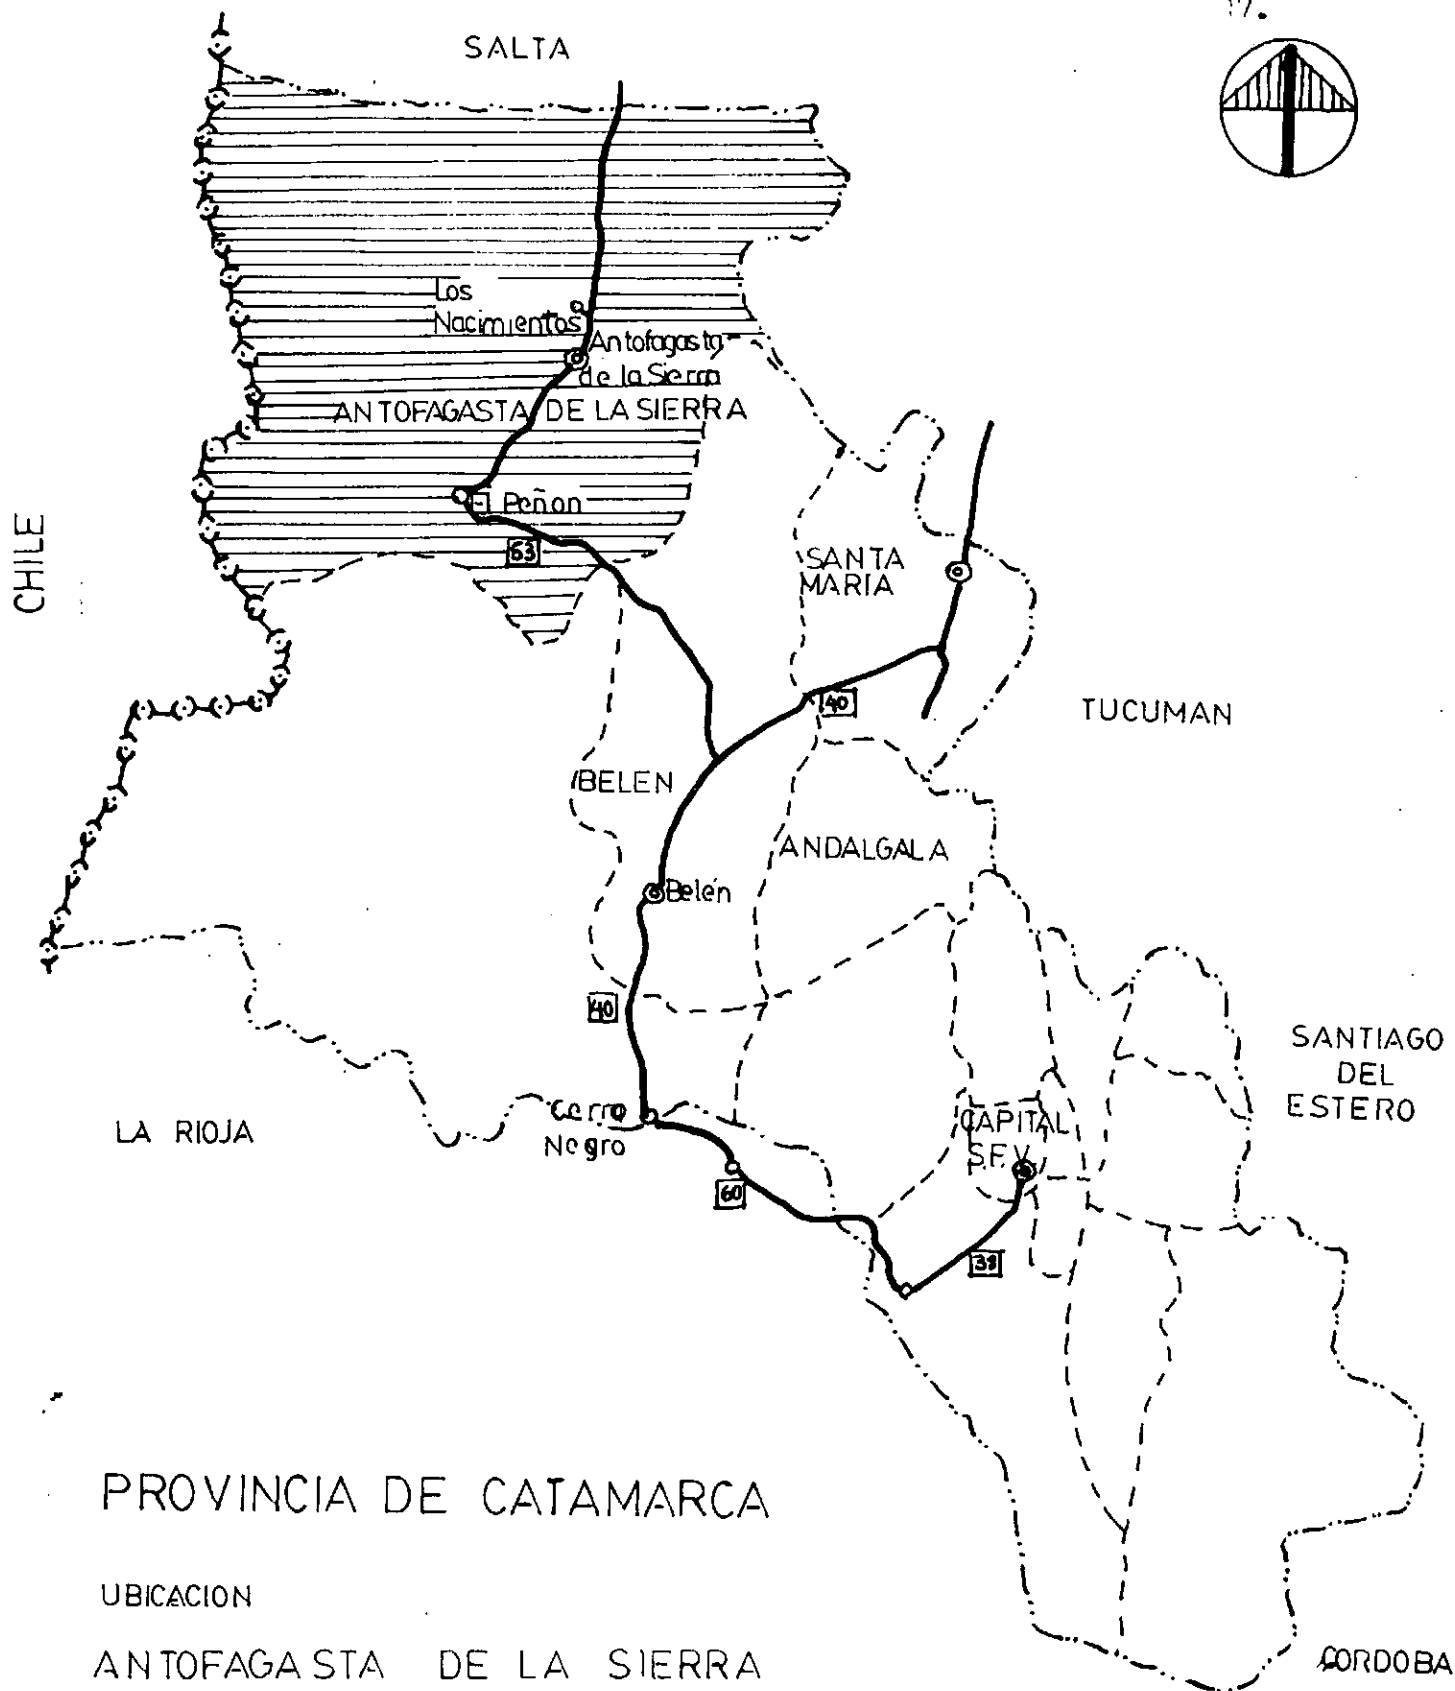 17.
SALTA
Los
Nacimientos
Antofagasta
de la Sierra
ANTOFAGASTA DE LA SIERRA
Peñon
63
CHILE
SANTA
MARIA
40
TUCUMAN
BELEN
ANDALGALA
Belén
40
SANTIAGO
DEL
ESTERO
LA RIOJA
Cerro
Negro
CAPITAL
S.F.V.
60
38
PROVINCIA DE CATAMARCA
UBICACION
ANTOFAGASTA DE LA SIERRA
CORDOBA